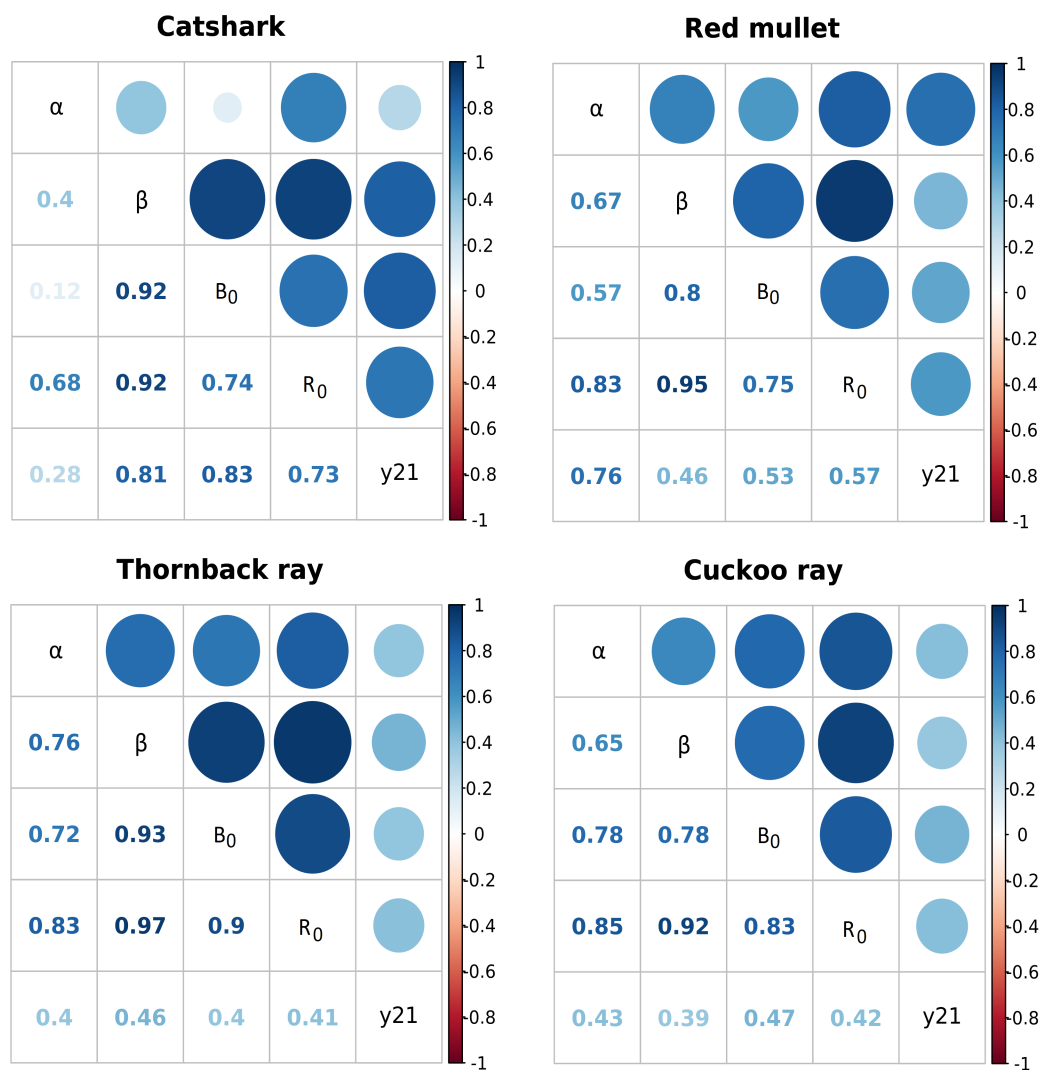 Catshark
α
0.4 β
0.12 0.92 B0
0.68 0.92 0.74 R0
0.28 0.81 0.83 0.73 y21
1
0.8
0.6
0.4
0.2
0
-0.2
-0.4
-0.6
-0.8
-1
Red mullet
α
0.67 β
0.57 0.8 B0
0.83 0.95 0.75 R0
0.76 0.46 0.53 0.57 y21
1
0.8
0.6
0.4
0.2
0
-0.2
-0.4
-0.6
-0.8
-1
Thornback ray
α
0.76 β
0.72 0.93 B0
0.83 0.97 0.9 R0
0.4 0.46 0.4 0.41 y21
1
0.8
0.6
0.4
0.2
0
-0.2
-0.4
-0.6
-0.8
-1
Cuckoo ray
α
0.65 β
0.78 0.78 B0
0.85 0.92 0.83 R0
0.43 0.39 0.47 0.42 y21
1
0.8
0.6
0.4
0.2
0
-0.2
-0.4
-0.6
-0.8
-1